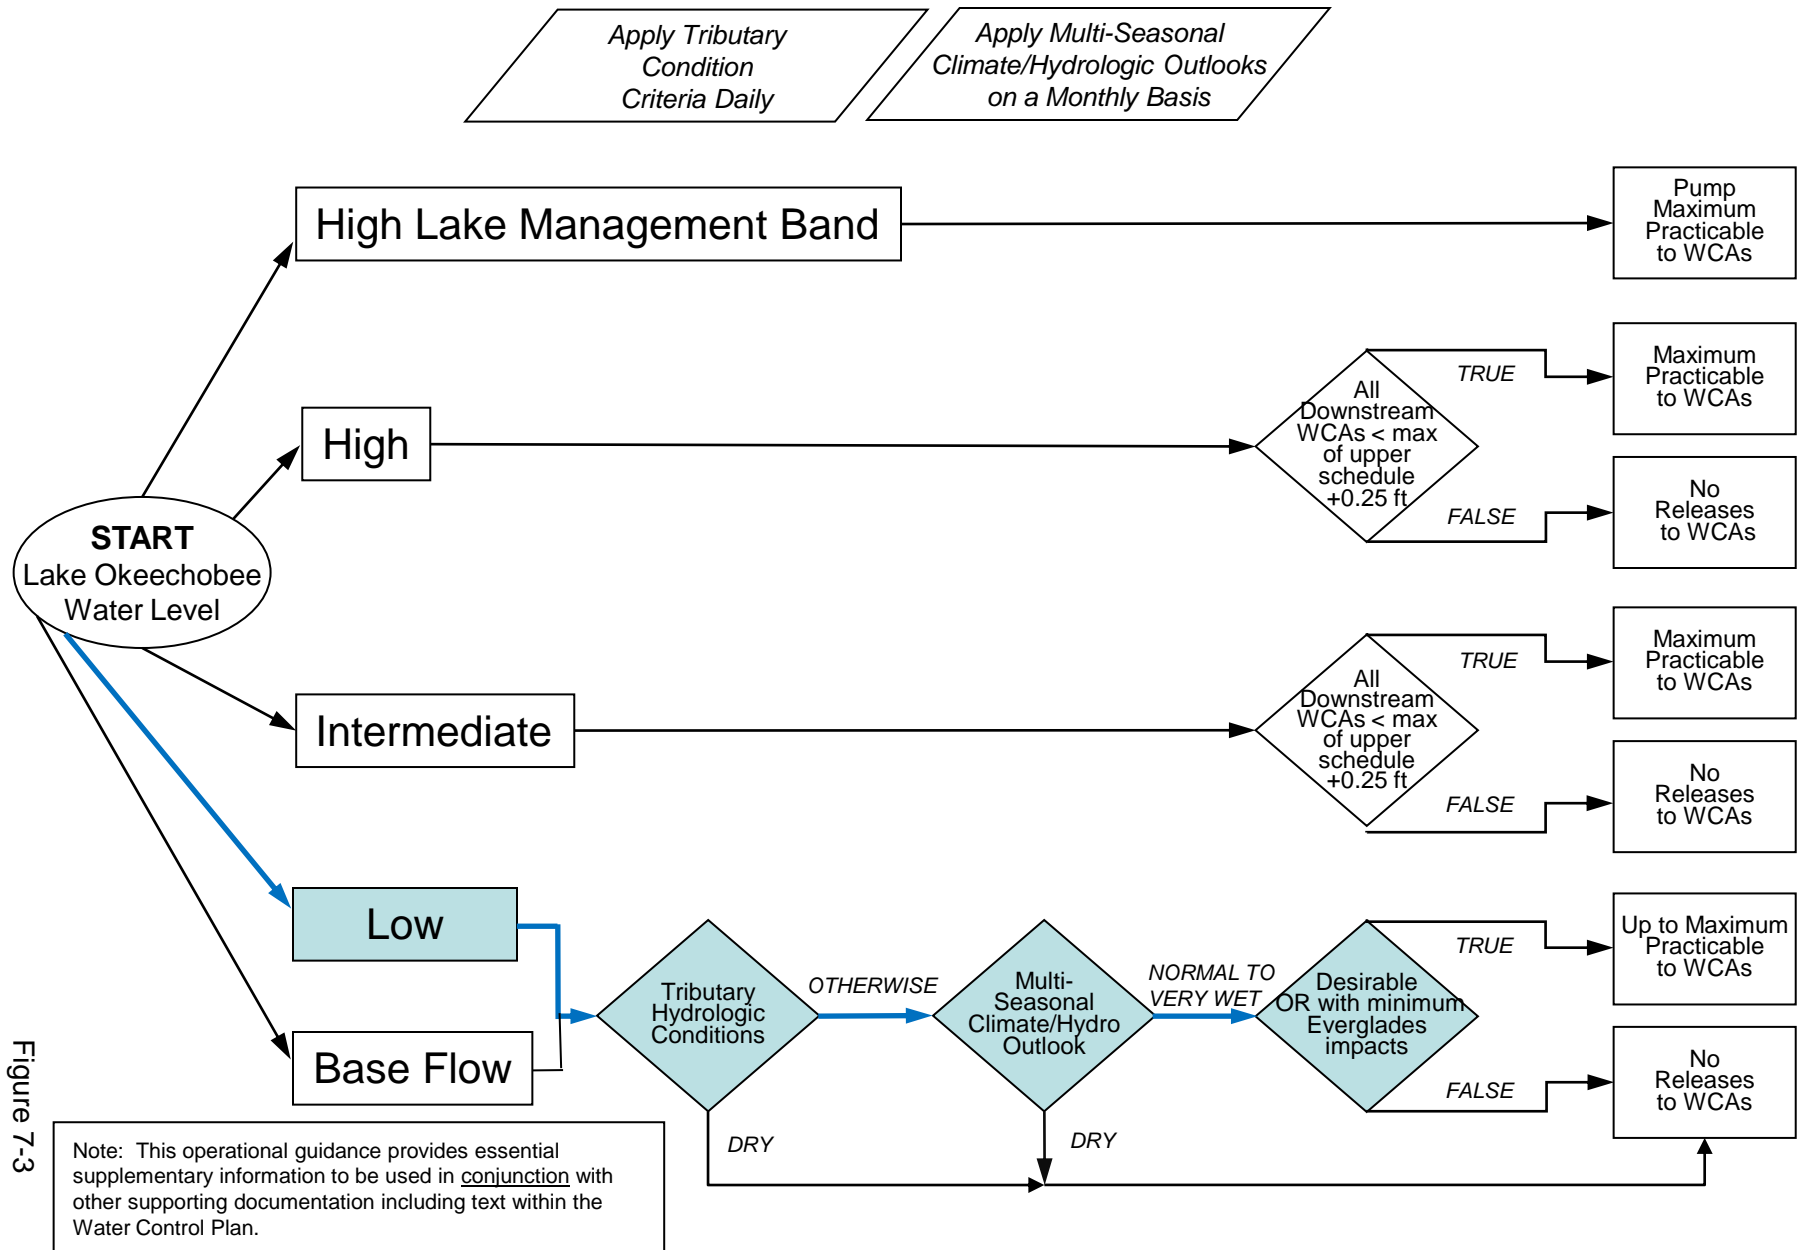 Apply Tributary
Condition
Criteria Daily
Apply Multi-Seasonal
Climate/Hydrologic Outlooks
on a Monthly Basis
High Lake Management Band
Pump
Maximum
Practicable
to WCAs
High
All
Downstream
WCAs < max
of upper
schedule
+0.25 ft
TRUE
Maximum
Practicable
to WCAs
FALSE
No
Releases
to WCAs
START
Lake Okeechobee
Water Level
Intermediate
All
Downstream
WCAs < max
of upper
schedule
+0.25 ft
TRUE
Maximum
Practicable
to WCAs
FALSE
No
Releases
to WCAs
Low
Base Flow
Tributary
Hydrologic
Conditions
OTHERWISE
Multi-
Seasonal
Climate/Hydro
Outlook
NORMAL TO
VERY WET
Desirable
OR with minimum
Everglades
impacts
TRUE
Up to Maximum
Practicable
to WCAs
FALSE
No
Releases
to WCAs
DRY
DRY
Figure 7-3
Note: This operational guidance provides essential
supplementary information to be used in conjunction with
other supporting documentation including text within the
Water Control Plan.